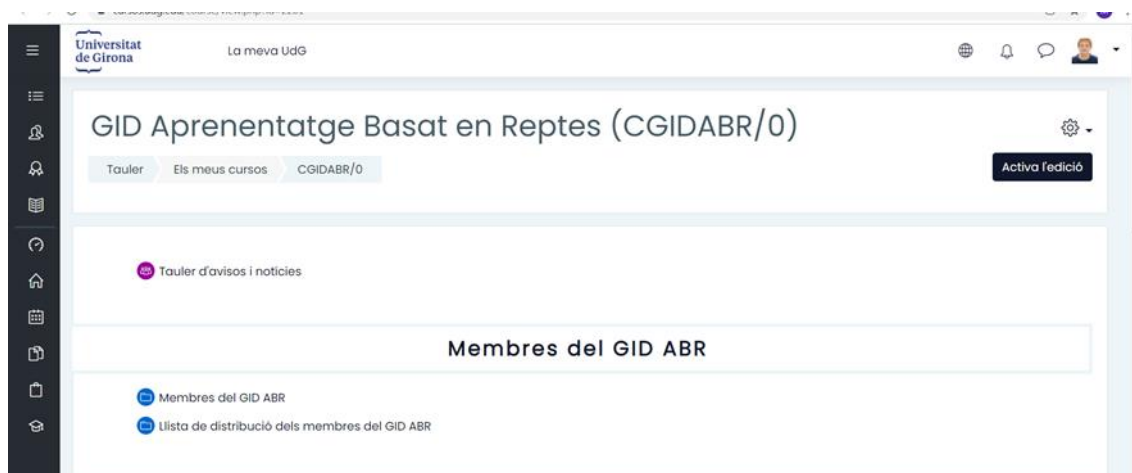 Universitat
de Girona
La meva UdG
GID Aprenentatge Basat en Reptes (CGIDABR/0)
Tauler
Els meus cursos
CGIDABR/0
Activa l'edició
Tauler d'avisos i noticies
Membres del GID ABR
Membres del GID ABR
Llista de distribució dels membres del GID ABR